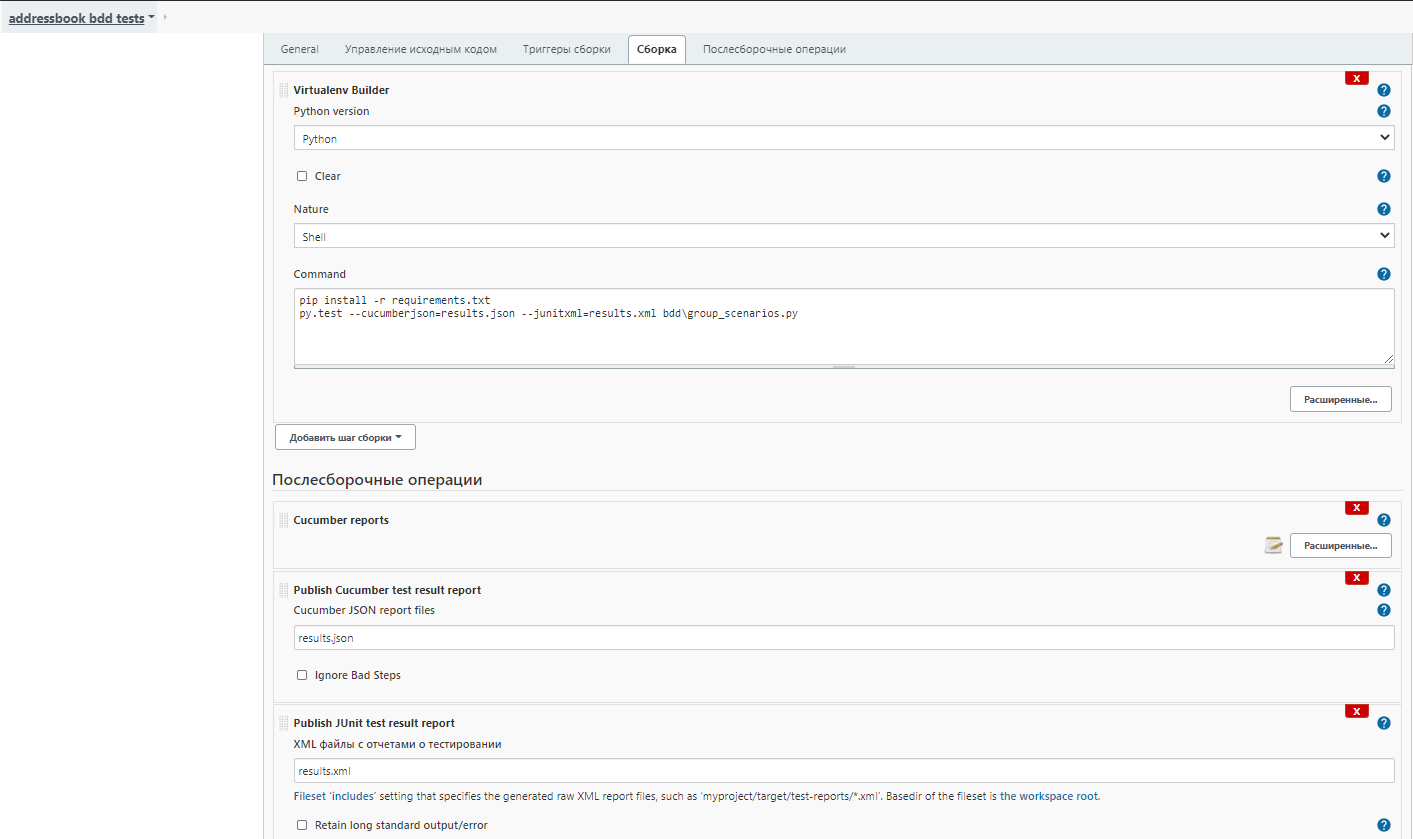 addressbook bdd tests
General Управление исходным кодом Триггеры сборки Сборка Послесборочные операции
X
Virtualenv Builder
Python version
Python
Clear
Nature
Shell
Command
pip install -r requirements.txt
py.test --cucumberjson=results.json --junitxml=results.xml bdd\group_scenarios.py
Расширенные...
Добавить шаг сборки
Послесборочные операции
X
Cucumber reports
Расширенные...
X
Publish Cucumber test result report
Cucumber JSON report files
results.json
Ignore Bad Steps
X
Publish JUnit test result report
XML файлы с отчетами о тестировании
results.xml
Fileset 'includes' setting that specifies the generated raw XML report files, such as 'myproject/target/test-reports/*.xml'. Basedir of the fileset is the workspace root.
Retain long standard output/error